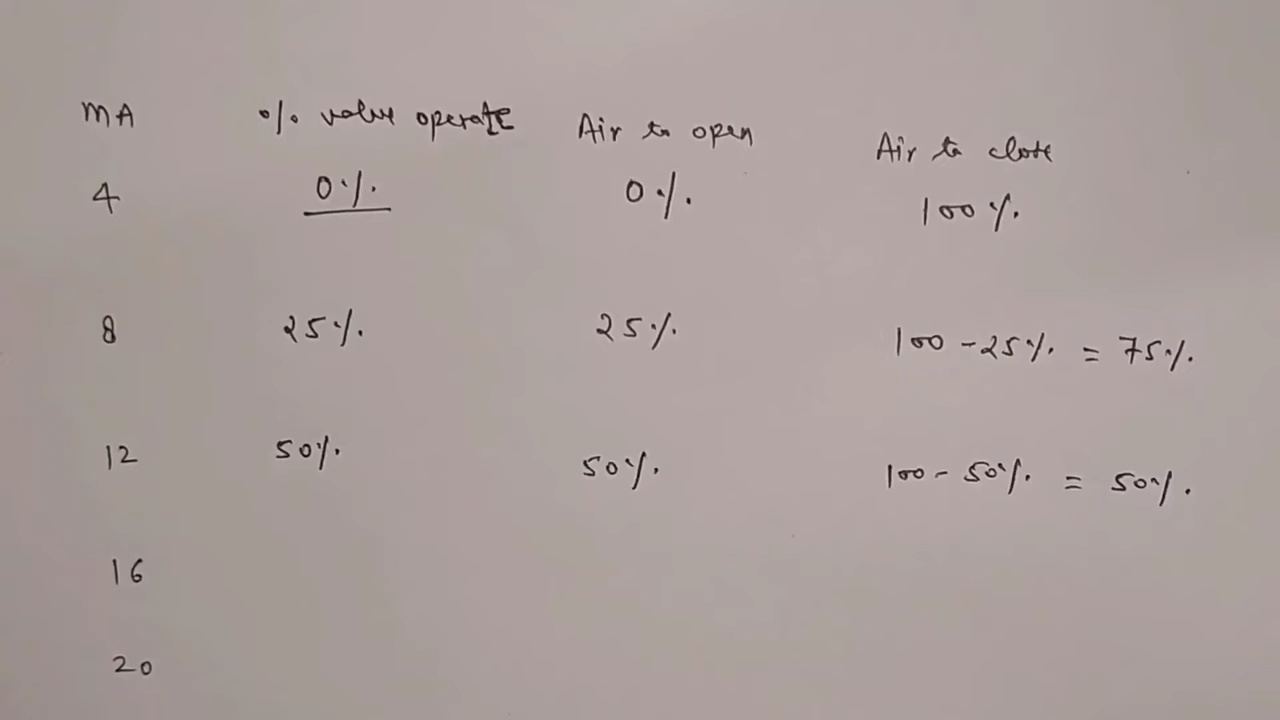 MA % valve operate Air to open Air to close
4 0% 0% 100%
8 25% 25% 100 - 25% = 75%
12 50% 50% 100 - 50% = 50%
16
20